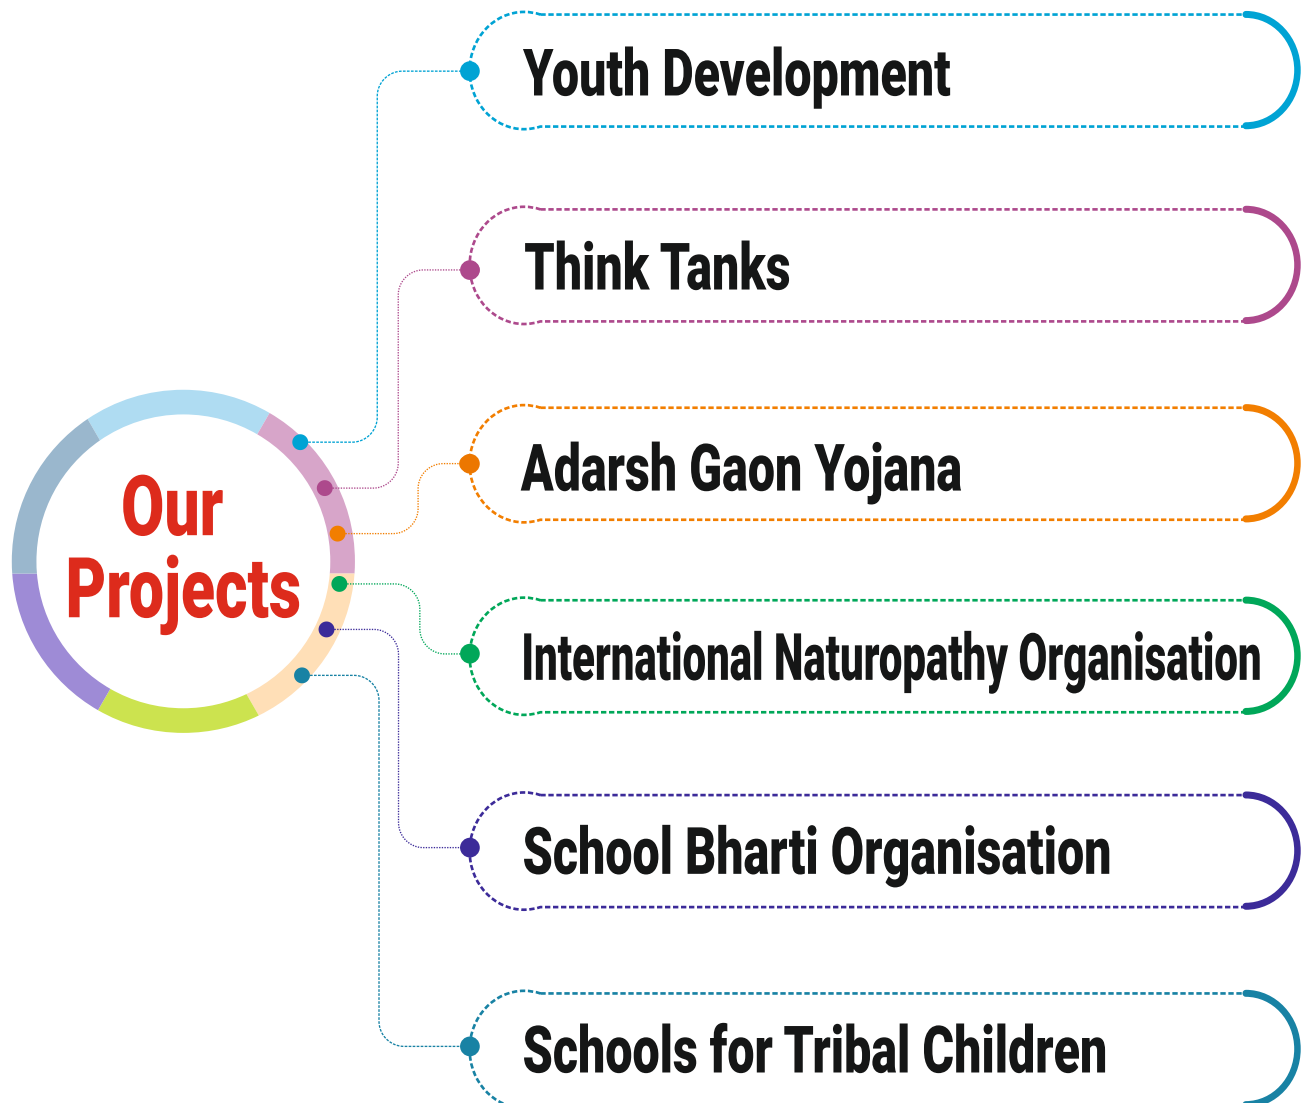 Our
Projects
Youth Development
Think Tanks
Adarsh Gaon Yojana
International Naturopathy Organisation
School Bharti Organisation
Schools for Tribal Children